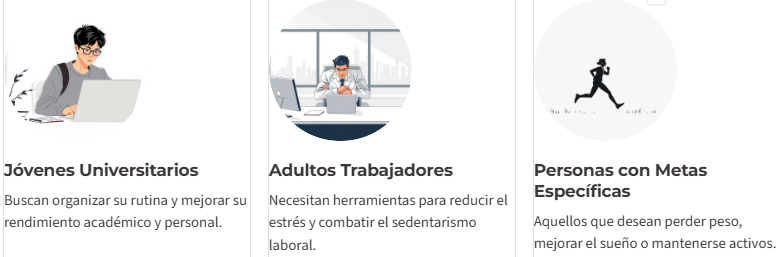 Jóvenes Universitarios
Buscan organizar su rutina y mejorar su
rendimiento académico y personal.
Adultos Trabajadores
Necesitan herramientas para reducir el
estrés y combatir el sedentarismo
laboral.
Personas con Metas
Específicas
Aquellos que desean perder peso,
mejorar el sueño o mantenerse activos.